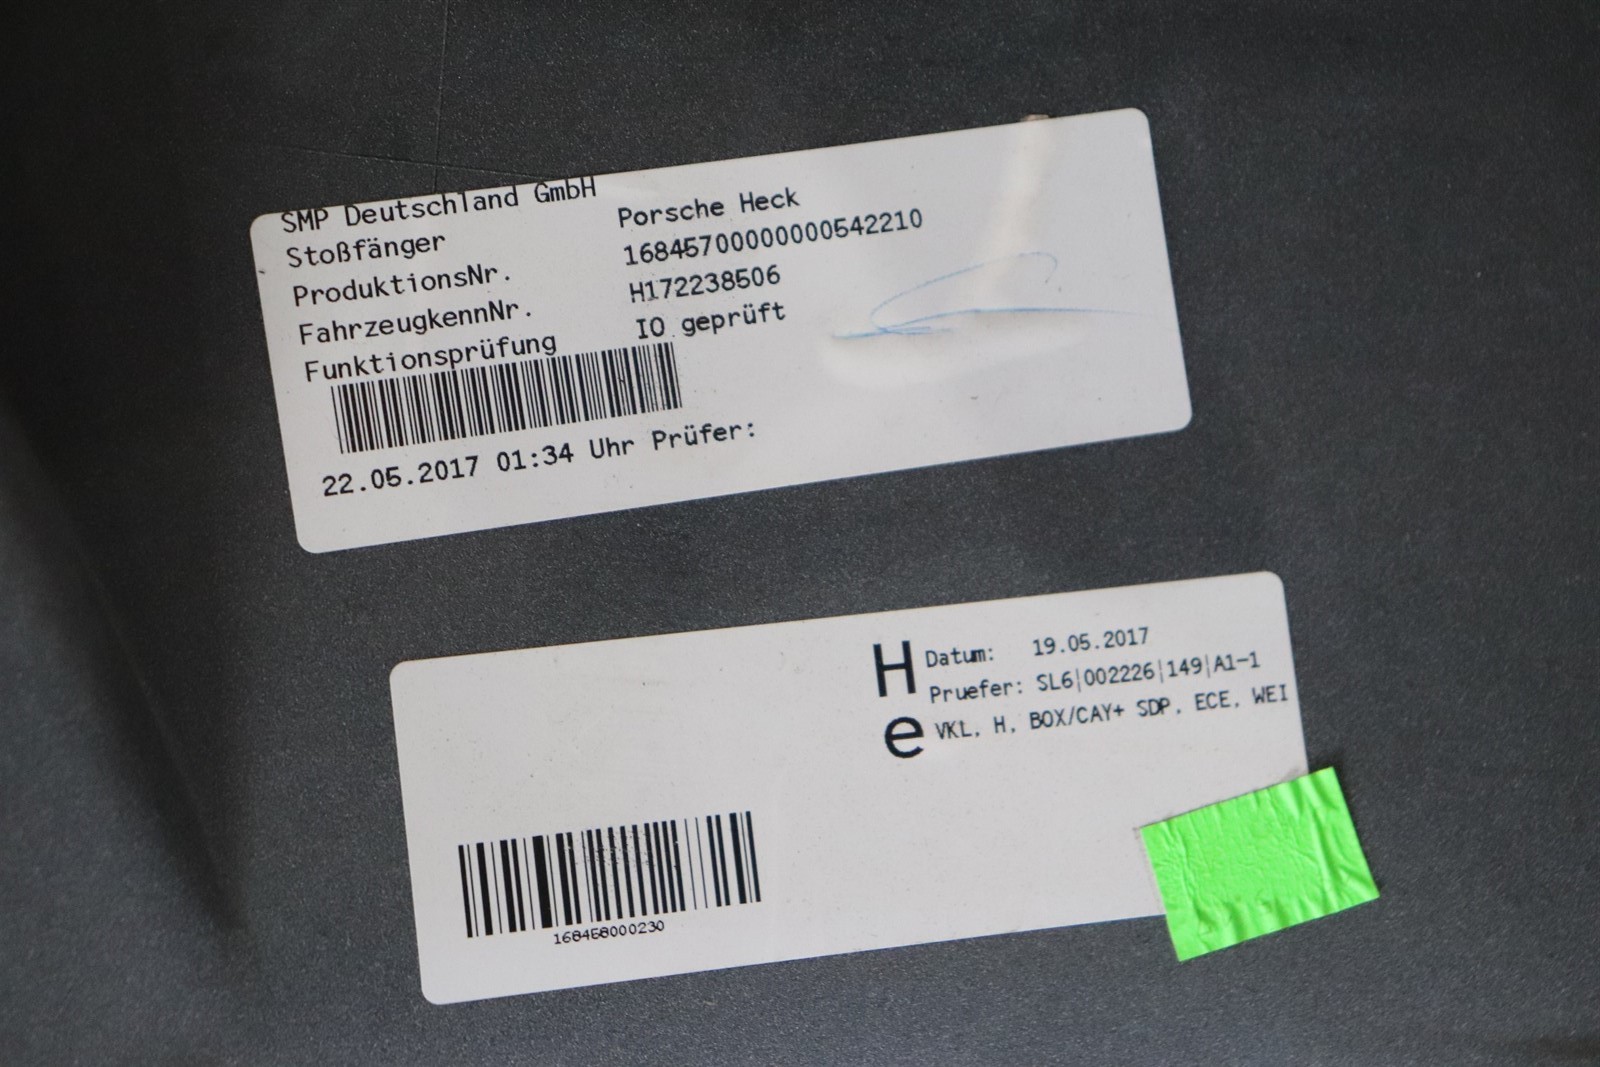 SMP Deutschland GmbH
Stoßfänger Porsche Heck
ProduktionsNr. 16845700000000542210
FahrzeugkennNr. H172238506
Funktionsprüfung IO geprüft
22.05.2017 01:34 Uhr Prüfer:
H Datum: 19.05.2017
Pruefer: SL6|002226|149|A1-1
e VKL, H, BOX/CAY+ SDP, ECE, WEI
168458000230